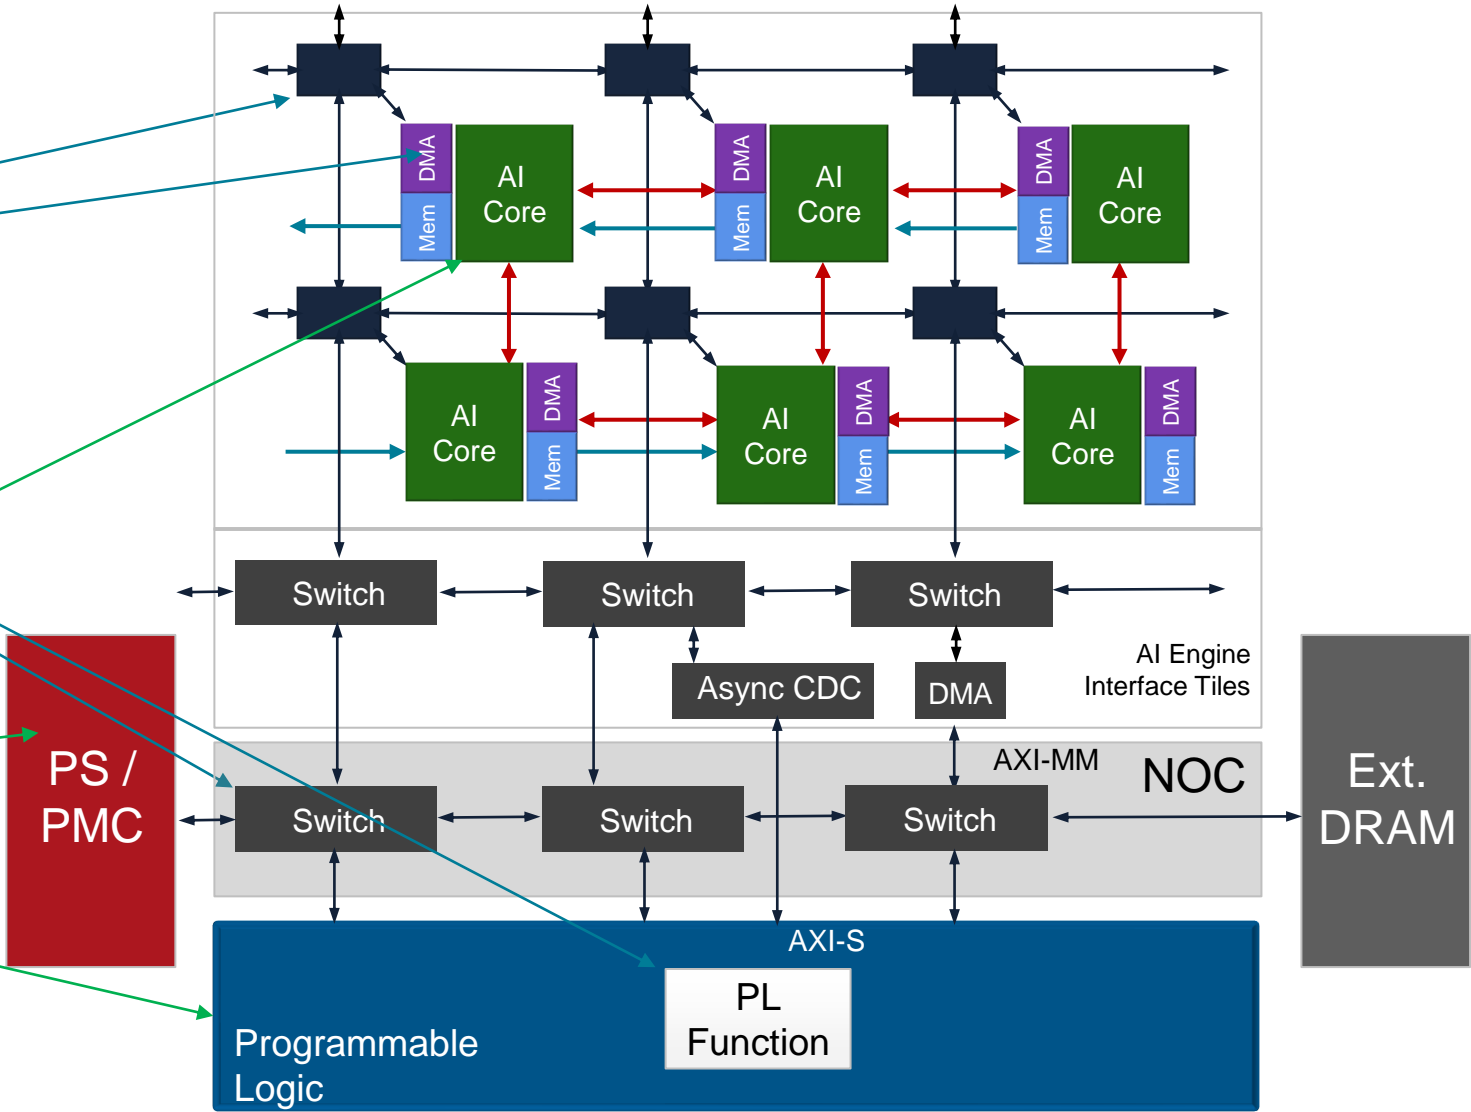 DMA
Mem
AI
Core
DMA
Mem
AI
Core
DMA
Mem
AI
Core
AI
Core
DMA
Mem
AI
Core
DMA
Mem
AI
Core
DMA
Mem
Switch
Switch
Switch
Async CDC
DMA
AI Engine
Interface Tiles
PS /
PMC
AXI-MM
NOC
Switch
Switch
Switch
Ext.
DRAM
AXI-S
PL
Function
Programmable
Logic